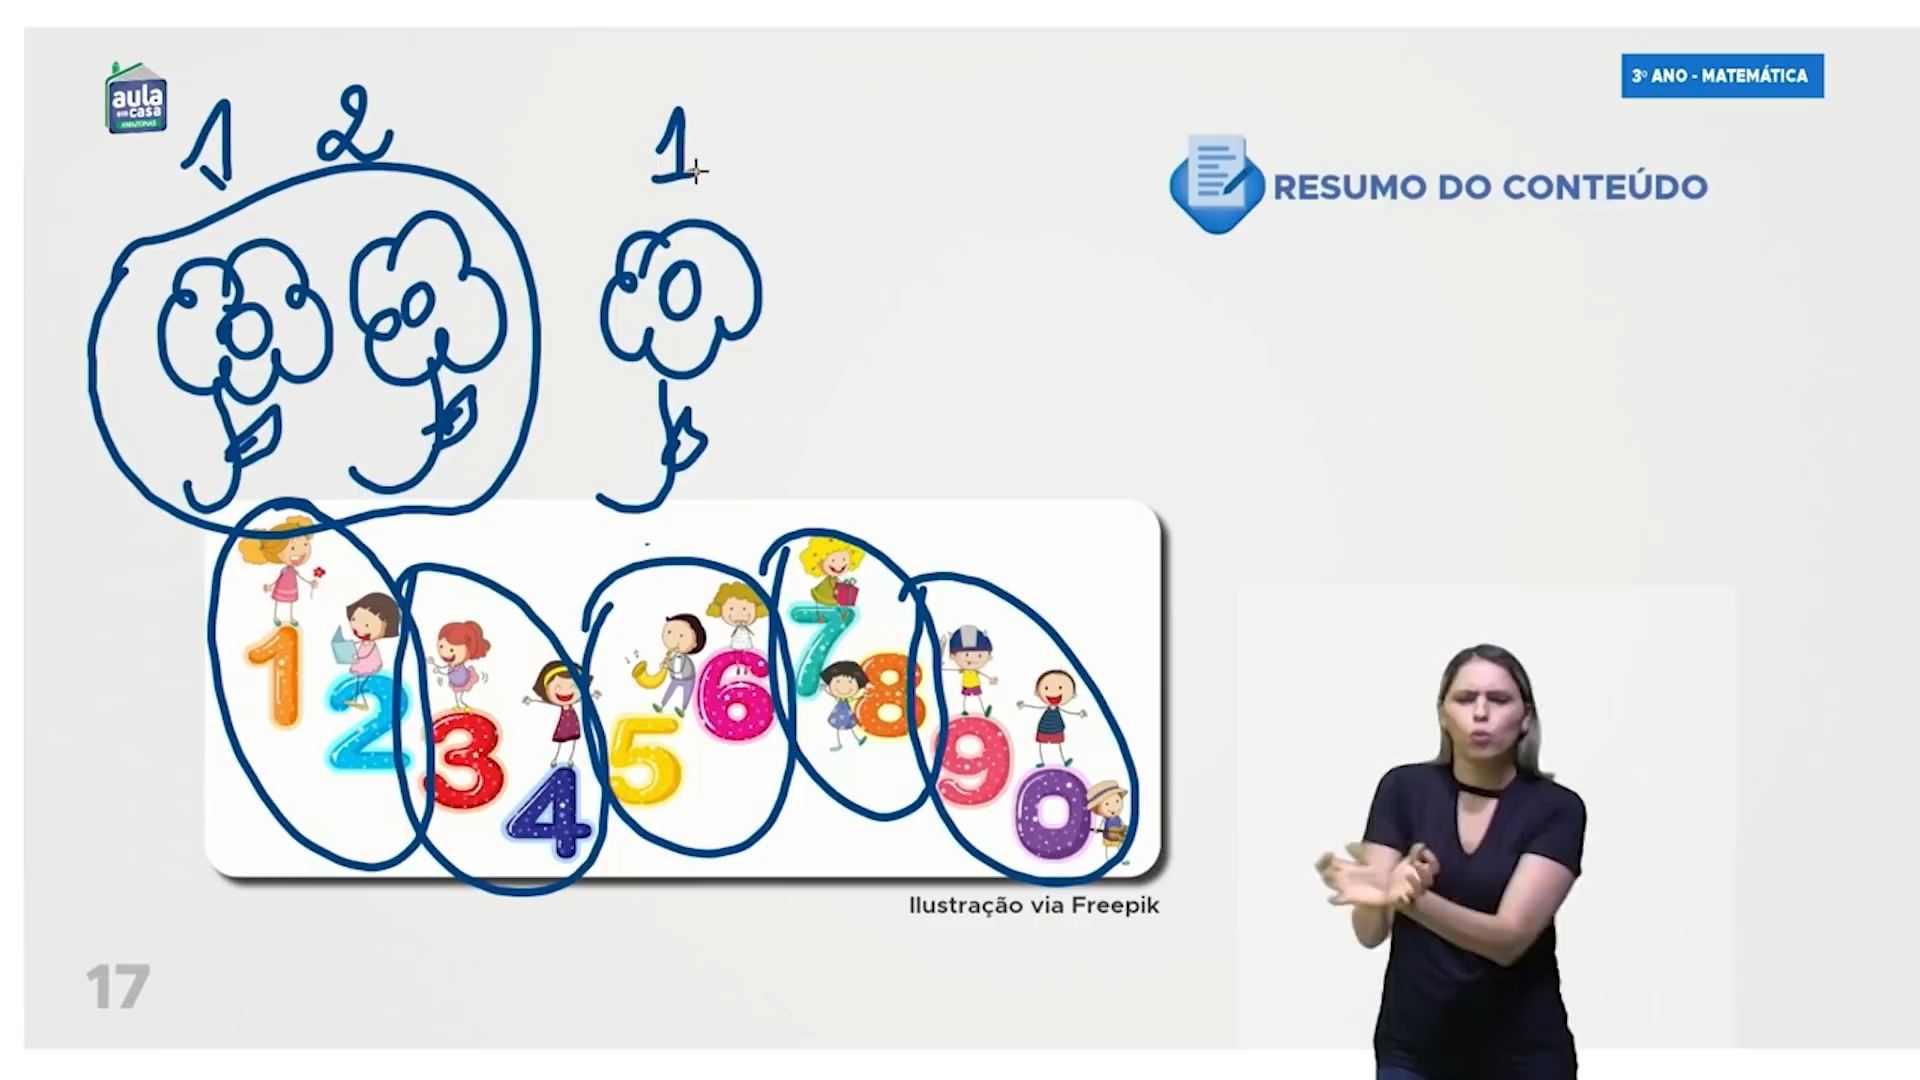 aula
em casa
AMAZONAS
3º ANO - MATEMÁTICA
1 2 1
RESUMO DO CONTEÚDO
1 2 3 4 5 6 7 8 9 0
Ilustração via Freepik
17